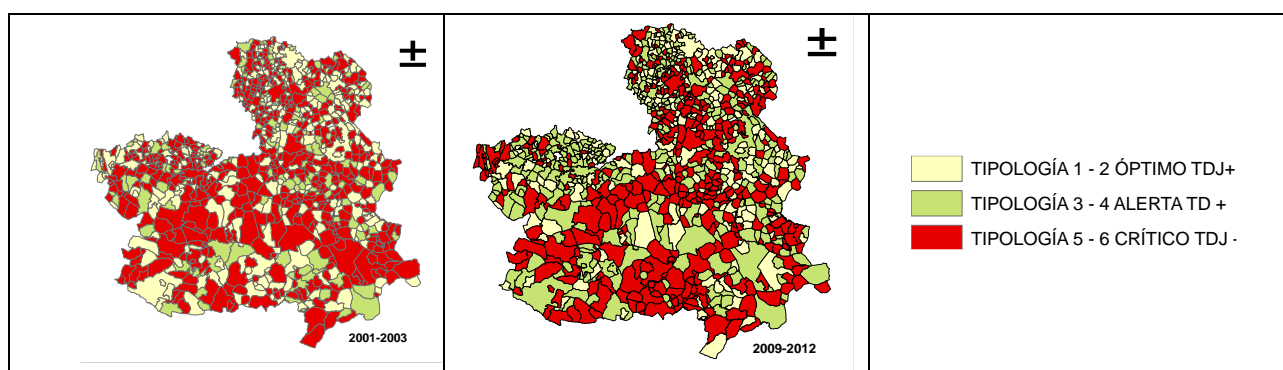 ±
±
2001-2003
2009-2012
TIPOLOGÍA 1 - 2 ÓPTIMO TDJ+
TIPOLOGÍA 3 - 4 ALERTA TD +
TIPOLOGÍA 5 - 6 CRÍTICO TDJ -